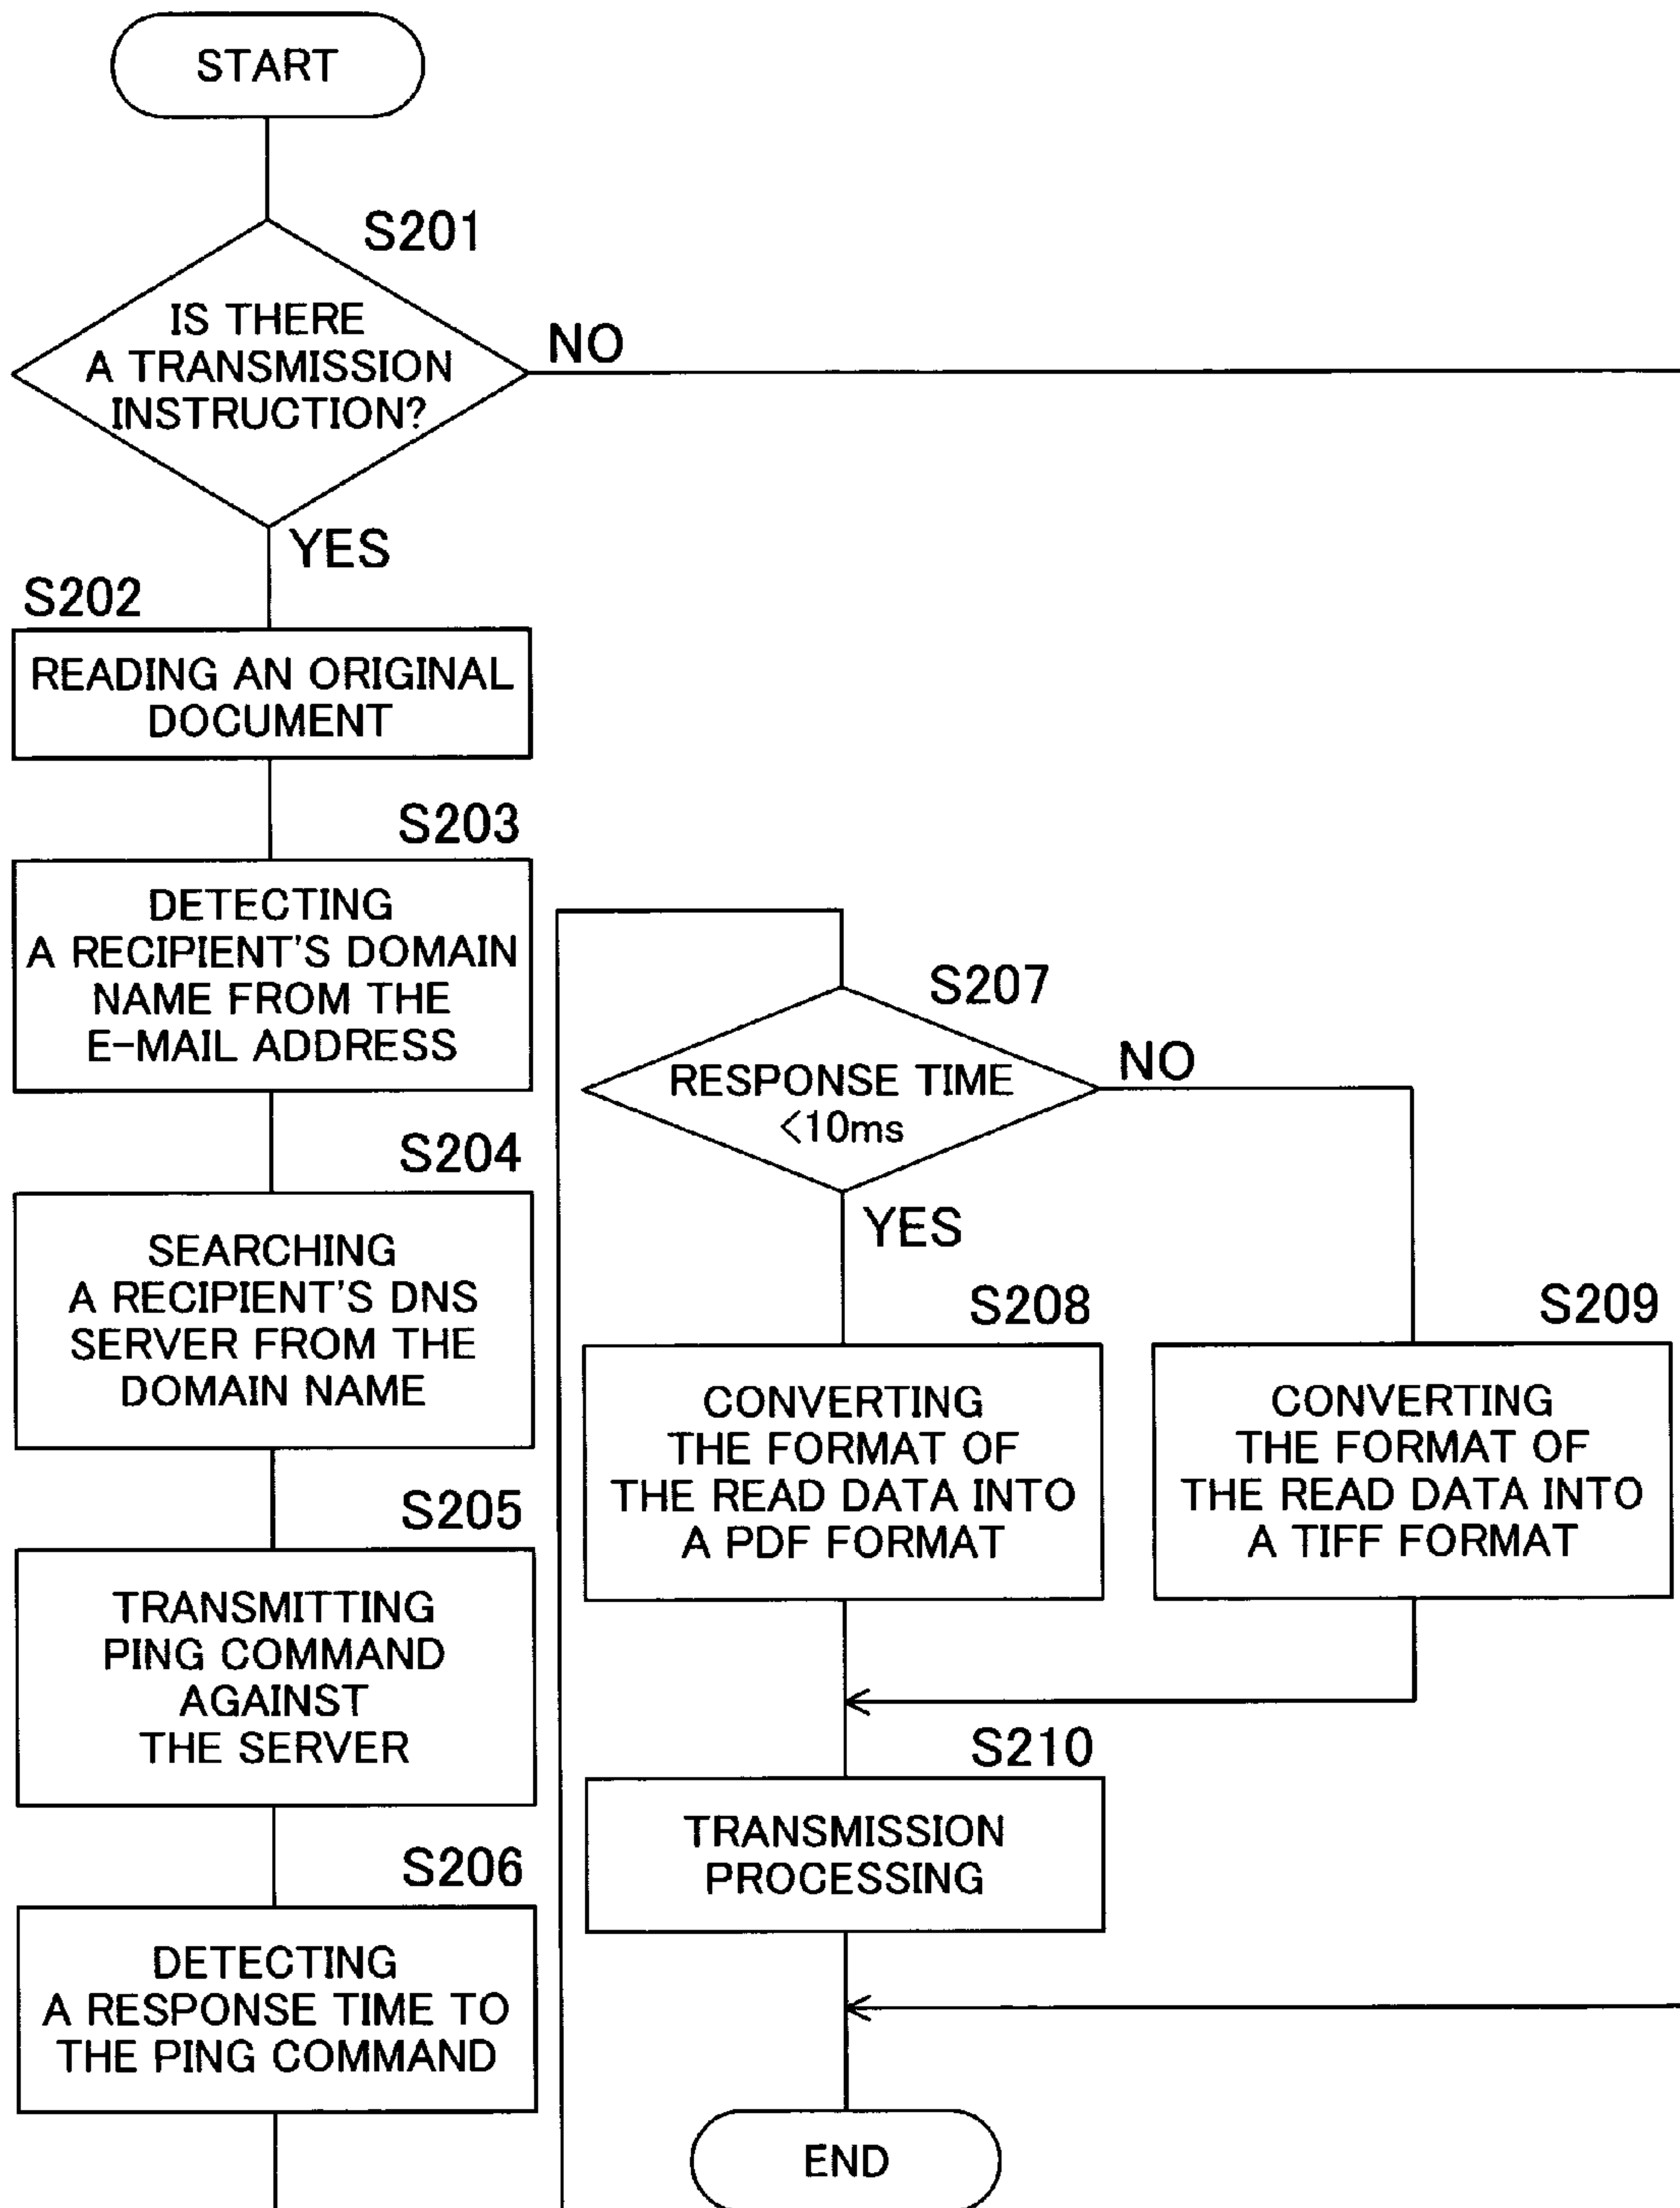 START
S201
IS THERE
A TRANSMISSION
INSTRUCTION?
NO
YES
S202
READING AN ORIGINAL
DOCUMENT
S203
DETECTING
A RECIPIENT'S DOMAIN
NAME FROM THE
E-MAIL ADDRESS
S204
SEARCHING
A RECIPIENT'S DNS
SERVER FROM THE
DOMAIN NAME
S205
TRANSMITTING
PING COMMAND
AGAINST
THE SERVER
S206
DETECTING
A RESPONSE TIME TO
THE PING COMMAND
S207
RESPONSE TIME
<10ms
NO
YES
S208
CONVERTING
THE FORMAT OF
THE READ DATA INTO
A PDF FORMAT
S209
CONVERTING
THE FORMAT OF
THE READ DATA INTO
A TIFF FORMAT
S210
TRANSMISSION
PROCESSING
END